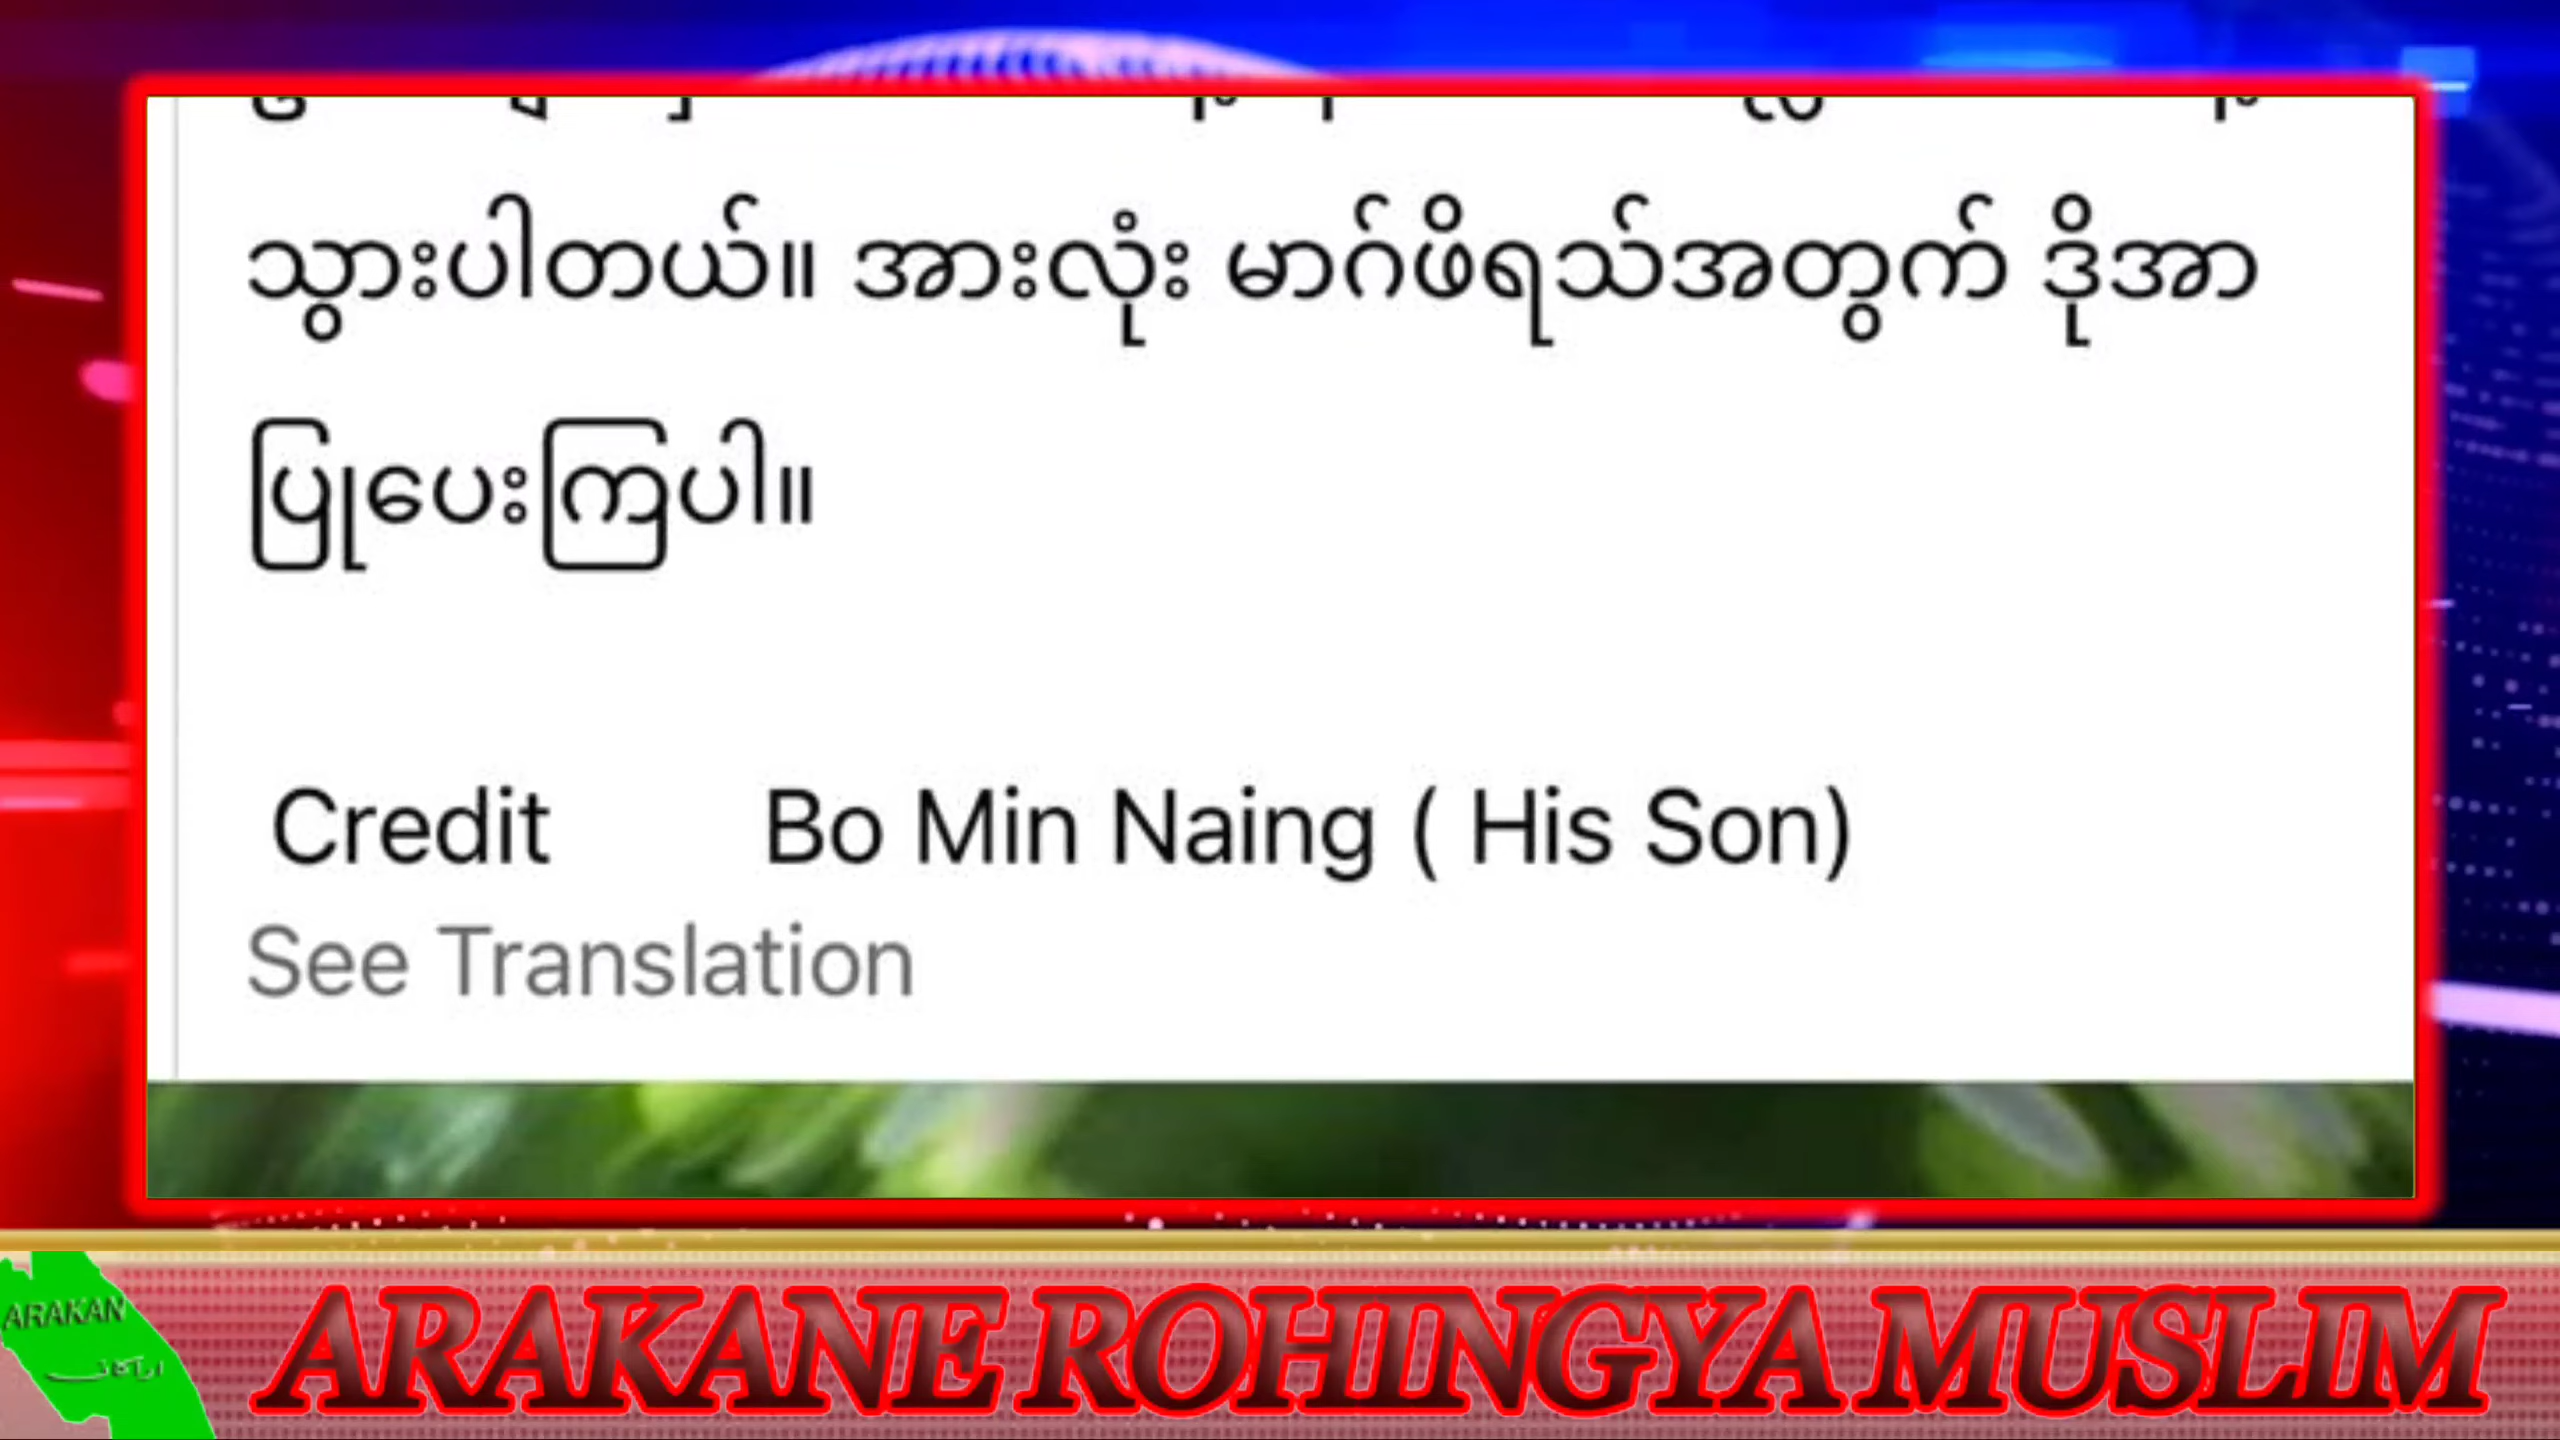 သွားပါတယ်။ အားလုံး မာဂ်ဖိရသ်အတွက် ဒိုအာ
ပြုပေးကြပါ။
Credit Bo Min Naing ( His Son)
See Translation
ARAKAN
ARAKANE ROHINGYA MUSLIM